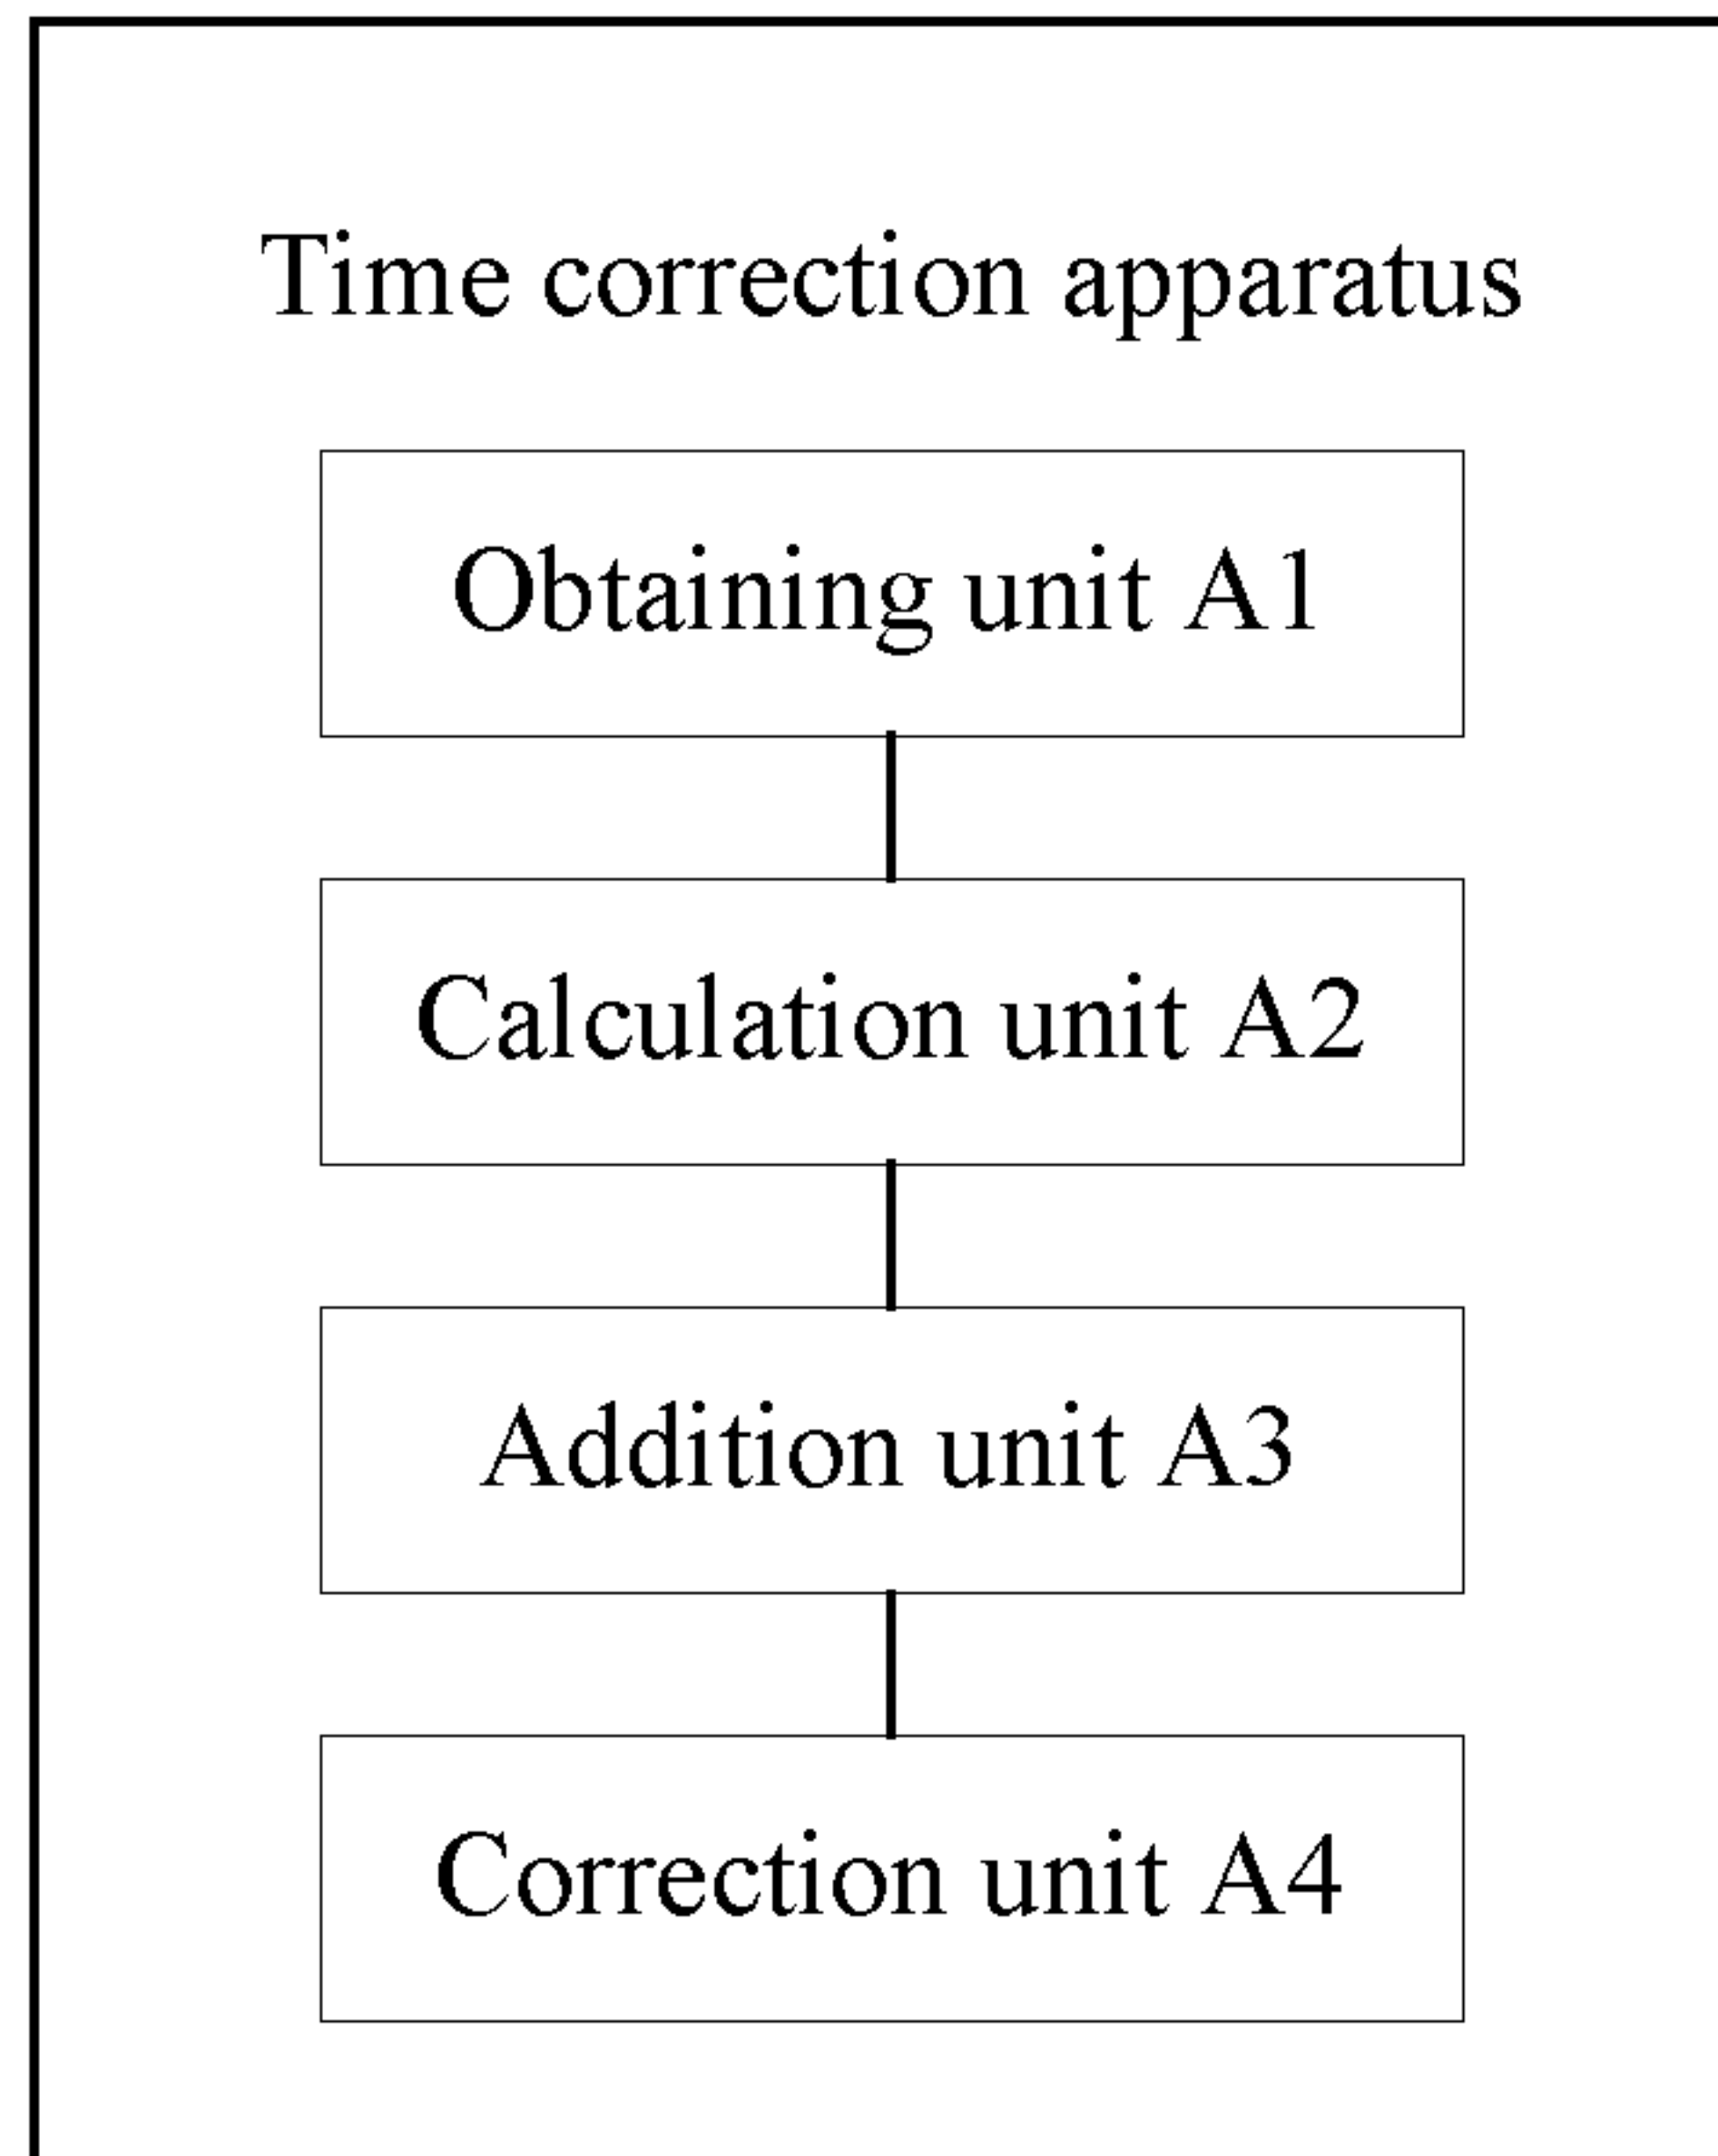 Time correction apparatus
Obtaining unit A1
Calculation unit A2
Addition unit A3
Correction unit A4